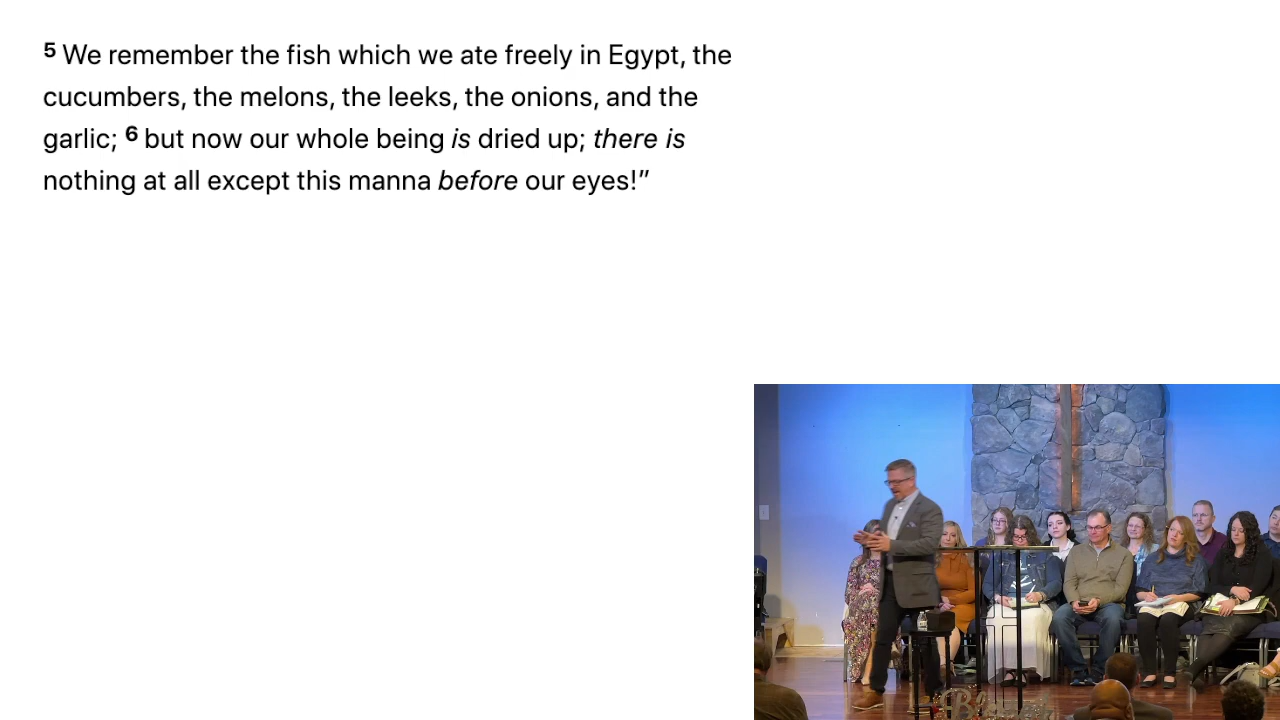 5 We remember the fish which we ate freely in Egypt, the
cucumbers, the melons, the leeks, the onions, and the
garlic; 6 but now our whole being is dried up; there is
nothing at all except this manna before our eyes!”